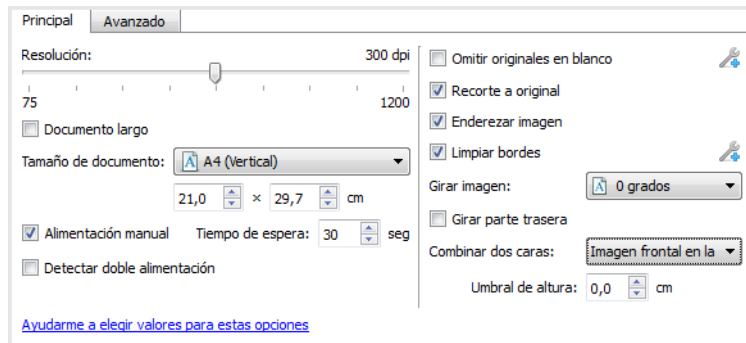 Principal
Avanzado
Resolución:
300 dpi
75
1200
Documento largo
Tamaño de documento:
A4 (Vertical)
21,0 × 29,7 cm
Alimentación manual
Tiempo de espera: 30 seg
Detectar doble alimentación
Ayudarme a elegir valores para estas opciones
Omitir originales en blanco
Recorte a original
Enderezar imagen
Limpiar bordes
Girar imagen:
0 grados
Girar parte trasera
Combinar dos caras:
Imagen frontal en la
Umbral de altura: 0,0 cm